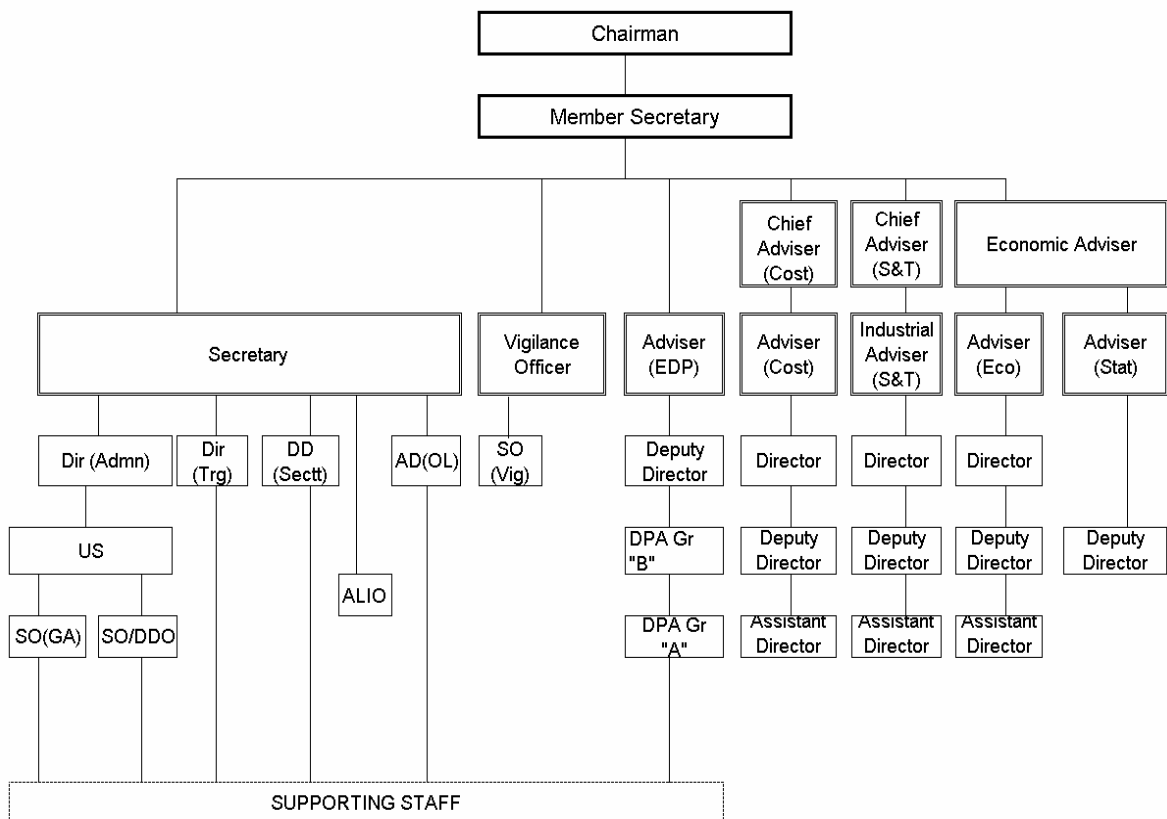 Chairman
Member Secretary
Chief
Adviser
(Cost)
Chief
Adviser
(S&T)
Economic Adviser
Secretary
Vigilance
Officer
Adviser
(EDP)
Adviser
(Cost)
Industrial
Adviser
(S&T)
Adviser
(Eco)
Adviser
(Stat)
Dir (Admn)
Dir
(Trg)
DD
(Sectt)
AD(OL)
SO
(Vig)
Deputy
Director
Director
Director
Director
US
DPA Gr
"B"
Deputy
Director
Deputy
Director
Deputy
Director
Deputy
Director
ALIO
SO(GA)
SO/DDO
DPA Gr
"A"
Assistant
Director
Assistant
Director
Assistant
Director
SUPPORTING STAFF